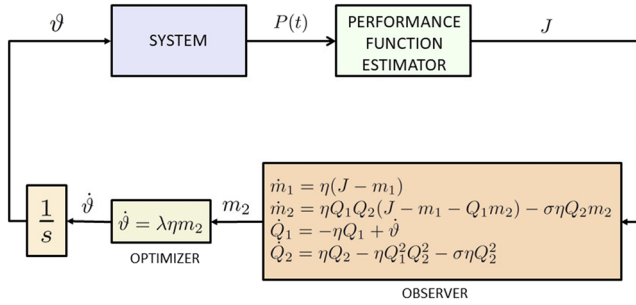 ϑ
SYSTEM
P(t)
PERFORMANCE
FUNCTION
ESTIMATOR
J
1/s
ϑ̇
ϑ̇ = ληm₂
OPTIMIZER
m₂
ṁ₁ = η(J − m₁)
ṁ₂ = ηQ₁Q₂(J − m₁ − Q₁m₂) − σηQ₂m₂
Q̇₁ = −ηQ₁ + ϑ̇
Q̇₂ = ηQ₂ − ηQ₁²Q₂² − σηQ₂²
OBSERVER